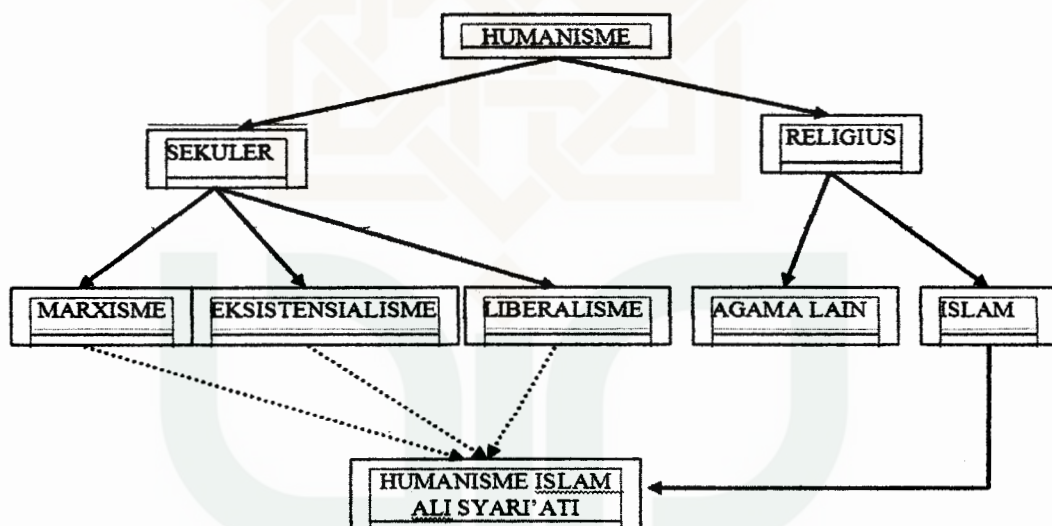 HUMANISME
SEKULER
RELIGIUS
MARXISME
EKSISTENSIALISME
LIBERALISME
AGAMA LAIN
ISLAM
HUMANISME ISLAM
ALI SYARI'ATI